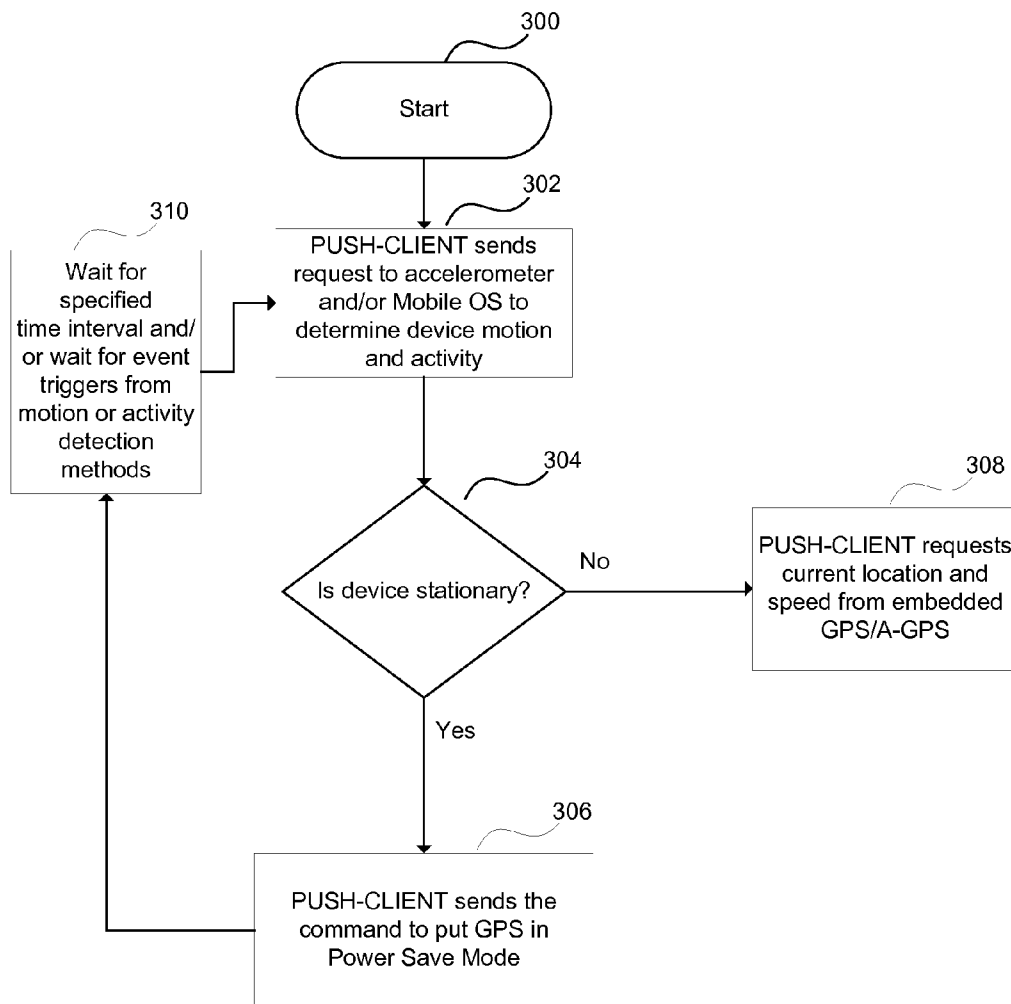 300
Start
302
PUSH-CLIENT sends
request to accelerometer
and/or Mobile OS to
determine device motion
and activity
310
Wait for
specified
time interval and/
or wait for event
triggers from
motion or activity
detection
methods
304
Is device stationary?
No
308
PUSH-CLIENT requests
current location and
speed from embedded
GPS/A-GPS
Yes
306
PUSH-CLIENT sends the
command to put GPS in
Power Save Mode